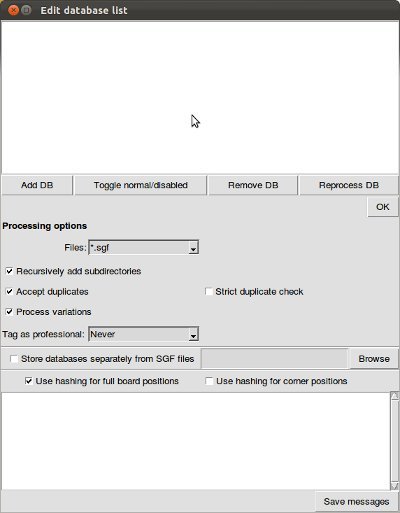 Edit database list
Add DB Toggle normal/disabled Remove DB Reprocess DB
OK
Processing options
Files: *.sgf
Recursively add subdirectories
Accept duplicates Strict duplicate check
Process variations
Tag as professional: Never
Store databases separately from SGF files Browse
Use hashing for full board positions Use hashing for corner positions
Save messages